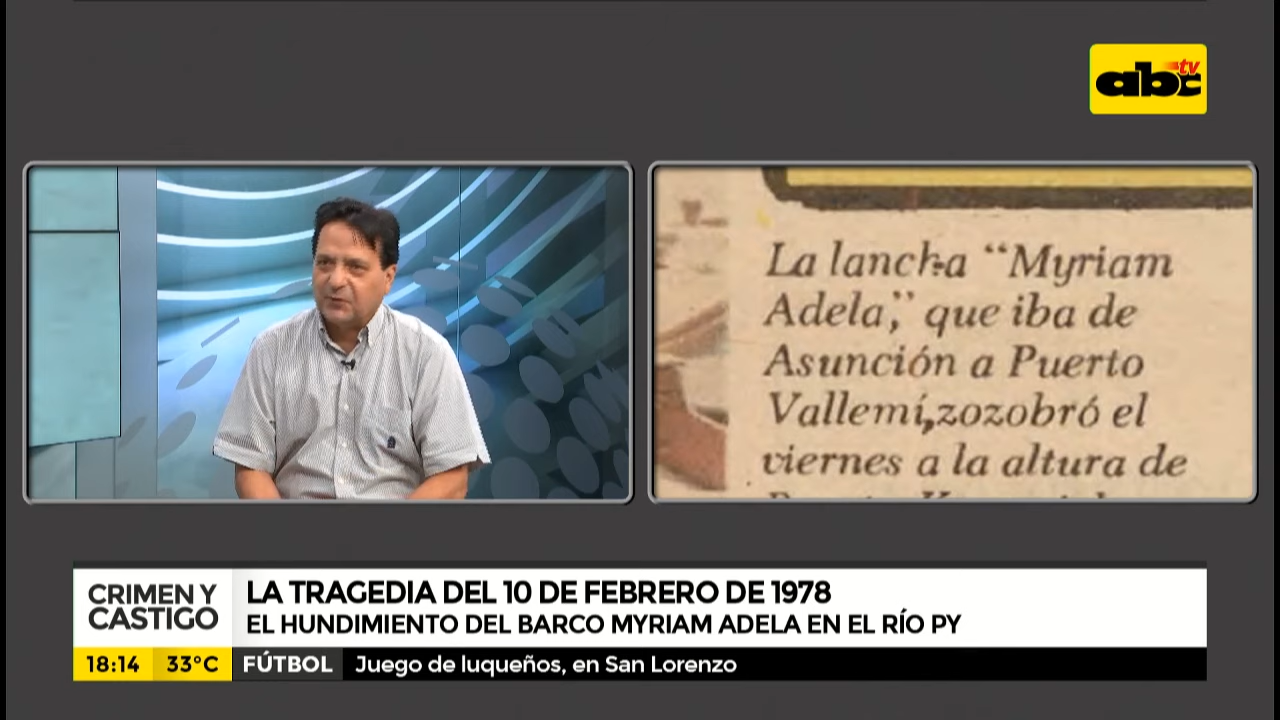 abc tv
La lancha "Myriam
Adela," que iba de
Asunción a Puerto
Vallemí, zozobró el
viernes a la altura de
CRIMEN Y
CASTIGO
LA TRAGEDIA DEL 10 DE FEBRERO DE 1978
EL HUNDIMIENTO DEL BARCO MYRIAM ADELA EN EL RÍO PY
18:14 33°C FÚTBOL Juego de luqueños, en San Lorenzo